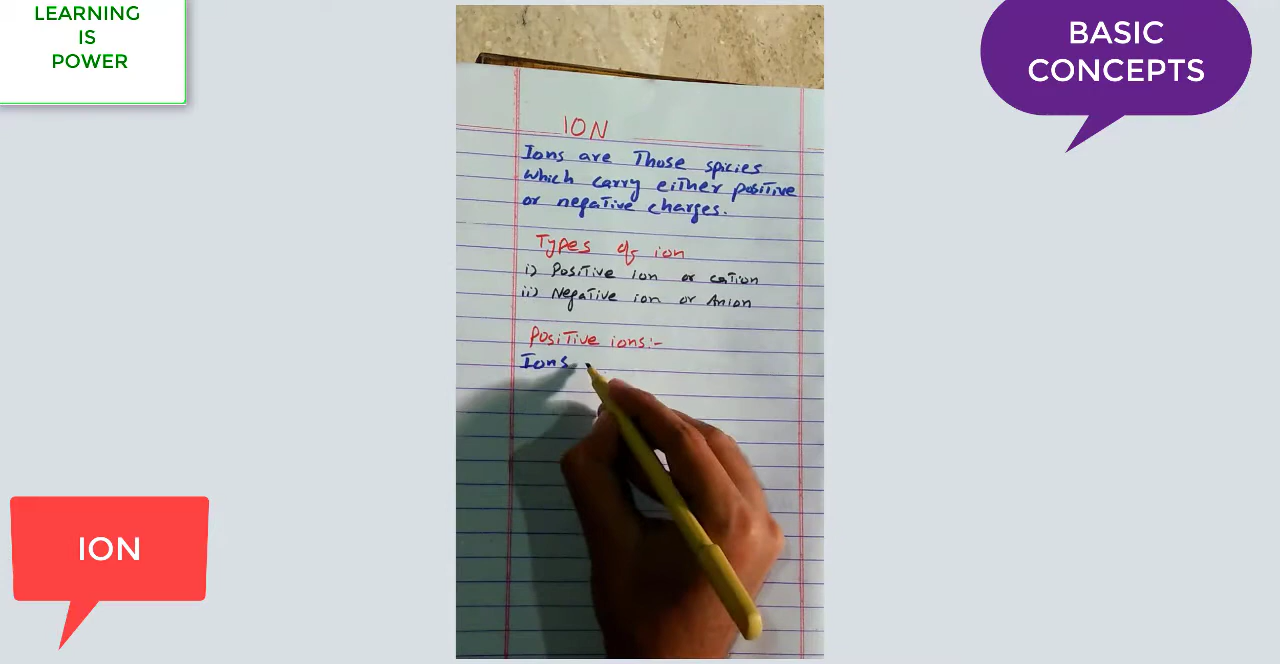 LEARNING
IS
POWER
BASIC
CONCEPTS
ION
Ions are Those spicies
which carry either positive
or negative charges.
Types of ion
i) Positive ion or cation
ii) Negative ion or Anion
Positive ions:-
Ions
ION